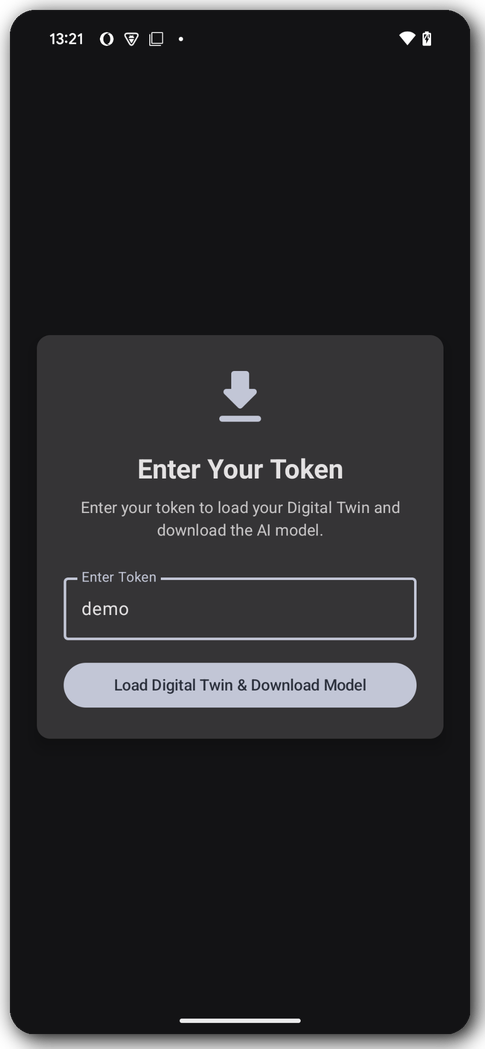 13:21
Enter Your Token
Enter your token to load your Digital Twin and
download the AI model.
Enter Token
demo
Load Digital Twin & Download Model